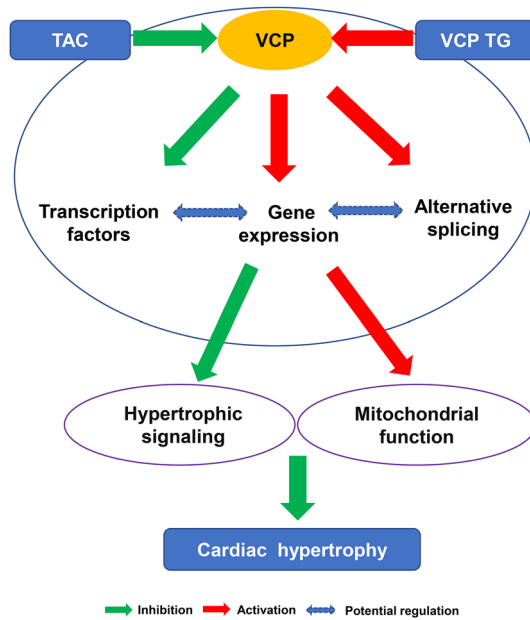 TAC
VCP
VCP TG
Transcription
factors
Gene
expression
Alternative
splicing
Hypertrophic
signaling
Mitochondrial
function
Cardiac hypertrophy
Inhibition
Activation
Potential regulation